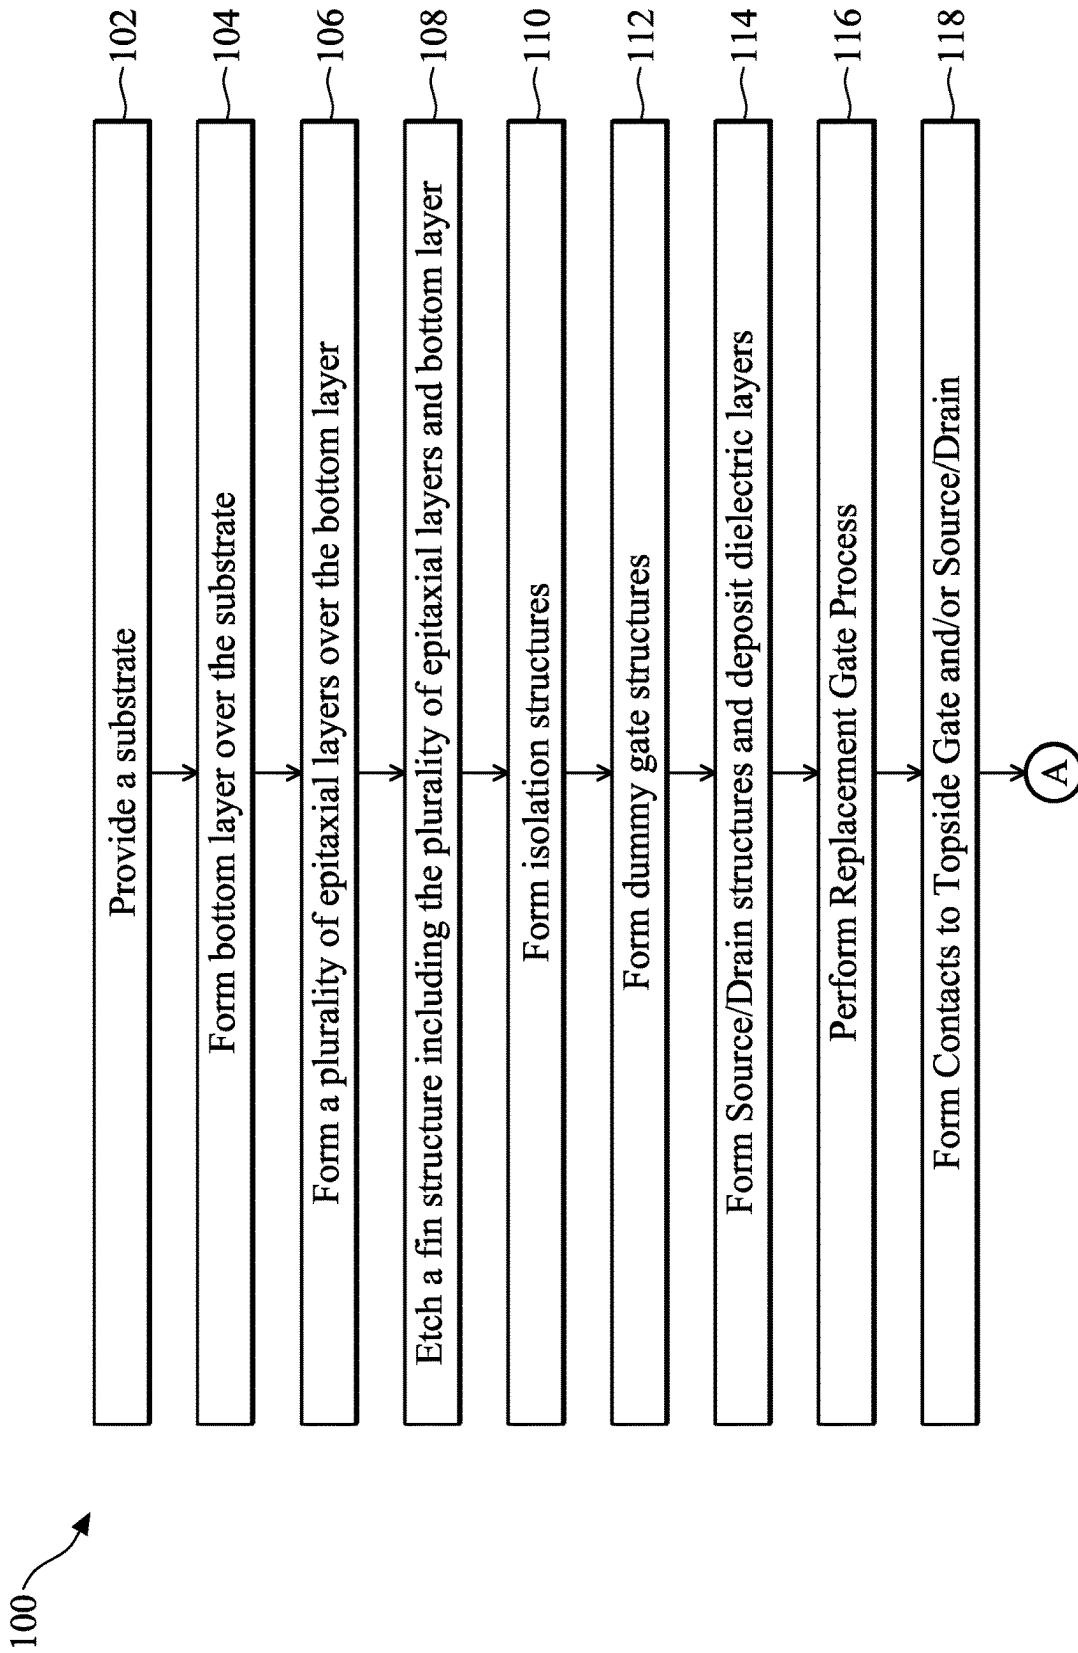 100
Provide a substrate
102
Form bottom layer over the substrate
104
Form a plurality of epitaxial layers over the bottom layer
106
Etch a fin structure including the plurality of epitaxial layers and bottom layer
108
Form isolation structures
110
Form dummy gate structures
112
Form Source/Drain structures and deposit dielectric layers
114
Perform Replacement Gate Process
116
Form Contacts to Topside Gate and/or Source/Drain
118
A